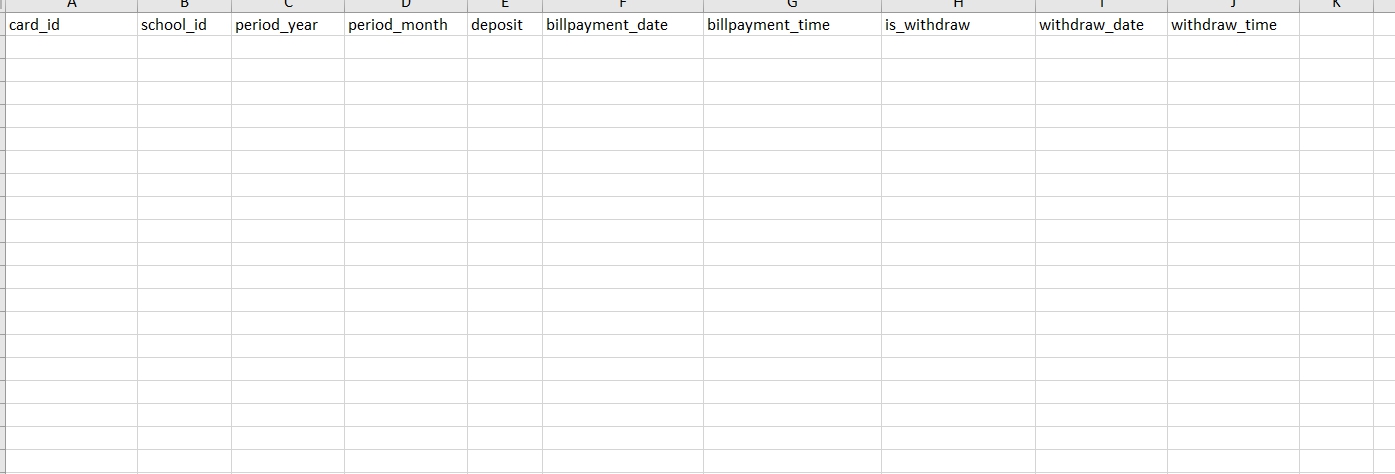 A B C D E F G H I J K
card_id school_id period_year period_month deposit billpayment_date billpayment_time is_withdraw withdraw_date withdraw_time